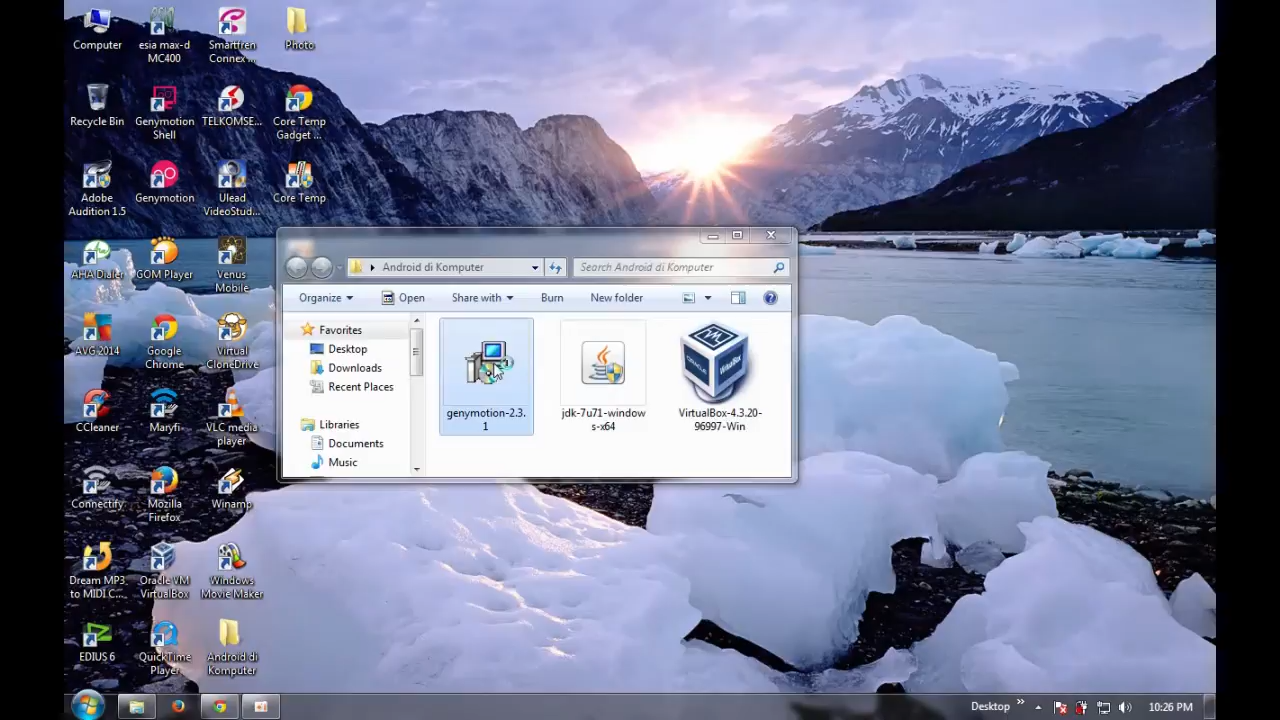 Computer
esia max-d
MC400
Smartfren
Connex ...
Photo
Recycle Bin
Genymotion
Shell
TELKOMSE...
Core Temp
Gadget ...
Adobe
Audition 1.5
Genymotion
Ulead
VideoStud...
Core Temp
AHA Dialer
GOM Player
Venus
Mobile
AVG 2014
Google
Chrome
Virtual
CloneDrive
CCleaner
Maryfi
VLC media
player
Connectify
Mozilla
Firefox
Winamp
Dream MP3
to MIDI C...
Oracle VM
VirtualBox
Windows
Movie Maker
EDIUS 6
QuickTime
Player
Android di
Komputer
Android di Komputer
Search Android di Komputer
Organize
Open
Share with
Burn
New folder
Favorites
Desktop
Downloads
Recent Places
Libraries
Documents
Music
genymotion-2.3.
1
jdk-7u71-window
s-x64
ORACLE
VirtualBox
VirtualBox-4.3.20-
96997-Win
Desktop
10:26 PM